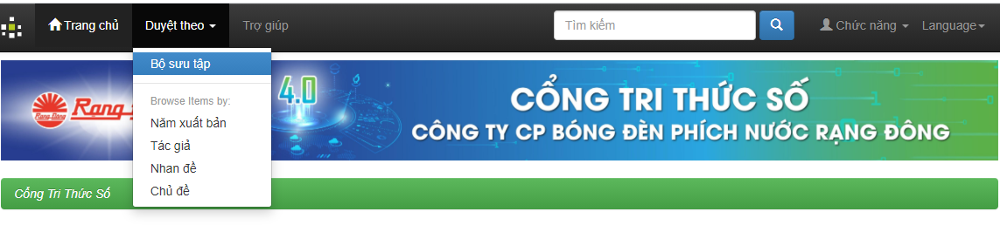 Trang chủ Duyệt theo Trợ giúp Tìm kiếm Chức năng Language
Bộ sưu tập
Browse Items by:
Năm xuất bản
Tác giả
Nhan đề
Chủ đề
Rang-Dong Rang- 4.0
CỔNG TRI THỨC SỐ
CÔNG TY CP BÓNG ĐÈN PHÍCH NƯỚC RẠNG ĐÔNG
Cổng Tri Thức Số